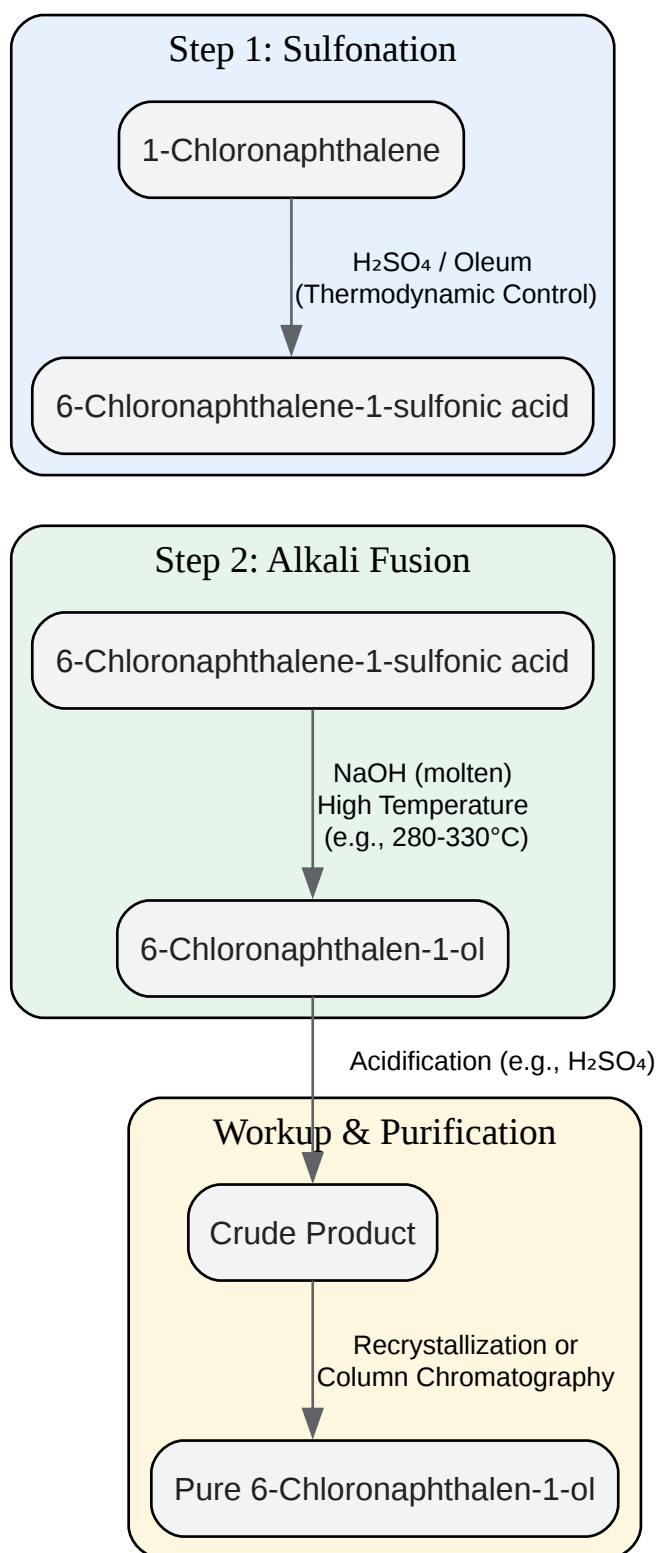 Step 1: Sulfonation
1-Chloronaphthalene
H₂SO₄ / Oleum
(Thermodynamic Control)
6-Chloronaphthalene-1-sulfonic acid
Step 2: Alkali Fusion
6-Chloronaphthalene-1-sulfonic acid
NaOH (molten)
High Temperature
(e.g., 280-330°C)
6-Chloronaphthalen-1-ol
Acidification (e.g., H₂SO₄)
Workup & Purification
Crude Product
Recrystallization or
Column Chromatography
Pure 6-Chloronaphthalen-1-ol